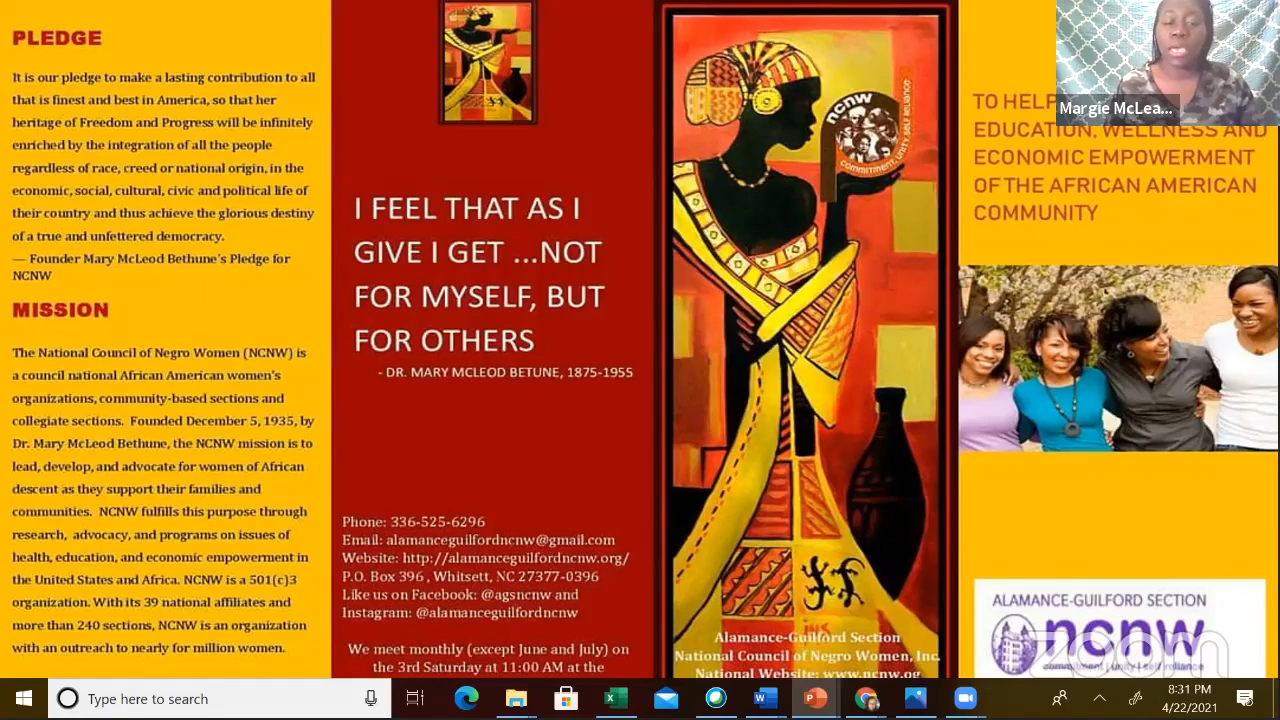 PLEDGE
It is our pledge to make a lasting contribution to all
that is finest and best in America, so that her
heritage of Freedom and Progress will be infinitely
enriched by the integration of all the people
regardless of race, creed or national origin, in the
economic, social, cultural, civic and political life of
their country and thus achieve the glorious destiny
of a true and unfettered democracy.
— Founder Mary McLeod Bethune's Pledge for
NCNW
MISSION
The National Council of Negro Women (NCNW) is
a council national African American women's
organizations, community-based sections and
collegiate sections. Founded December 5, 1935, by
Dr. Mary McLeod Bethune, the NCNW mission is to
lead, develop, and advocate for women of African
descent as they support their families and
communities. NCNW fulfills this purpose through
research, advocacy, and programs on issues of
health, education, and economic empowerment in
the United States and Africa. NCNW is a 501(c)3
organization. With its 39 national affiliates and
more than 240 sections, NCNW is an organization
with an outreach to nearly for million women.
I FEEL THAT AS I
GIVE I GET ...NOT
FOR MYSELF, BUT
FOR OTHERS
- DR. MARY MCLEOD BETUNE, 1875-1955
Phone: 336-525-6296
Email: alamanceguilfordncnw@gmail.com
Website: http://alamanceguilfordncnw.org/
P.O. Box 396 , Whitsett, NC 27377-0396
Like us on Facebook: @agsncnw and
Instagram: @alamanceguilfordncnw
We meet monthly (except June and July) on
the 3rd Saturday at 11:00 AM at the
ncnw
commitment, unity, self reliance
Alamance-Guilford Section
National Council of Negro Women, Inc.
National Website: www.ncnw.og
Margie McLea...
TO HELP
EDUCATION, WELLNESS AND
ECONOMIC EMPOWERMENT
OF THE AFRICAN AMERICAN
COMMUNITY
ALAMANCE-GUILFORD SECTION
ncnw
commitment | unity | self reliance
zoom
Type here to search
8:31 PM
4/22/2021